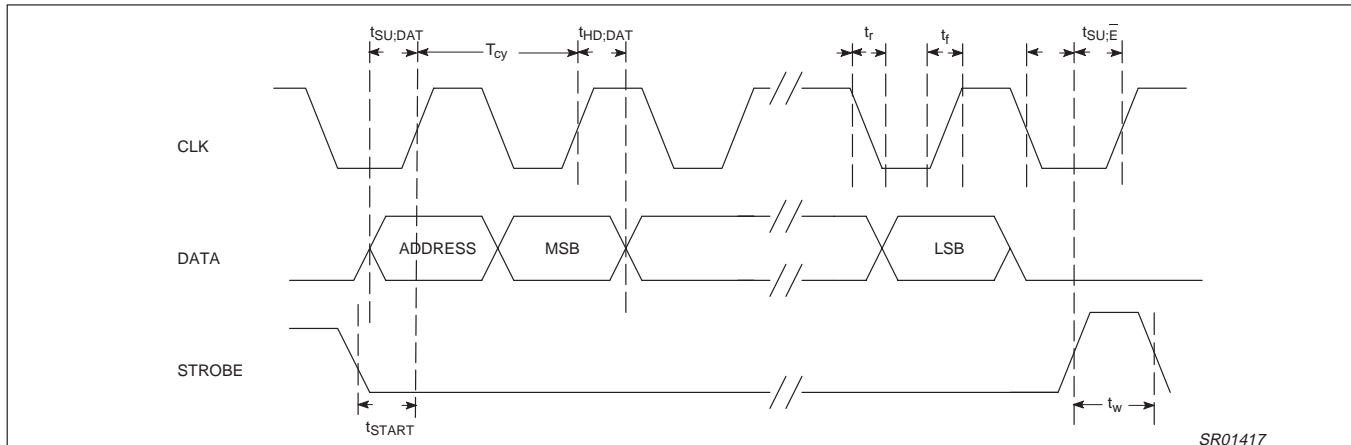 tSU;DAT
Tcy
tHD;DAT
tr
tf
tSU;E̅
CLK
DATA
ADDRESS
MSB
LSB
STROBE
tSTART
tw
SR01417